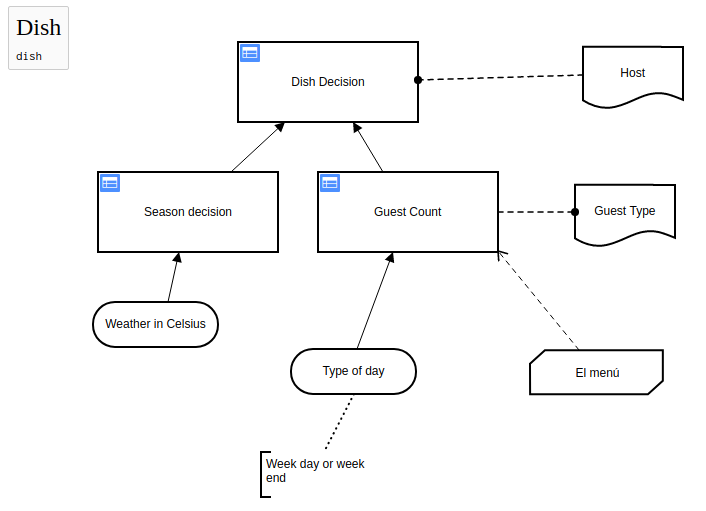 Dish
dish
Dish Decision
Host
Season decision
Guest Count
Guest Type
Weather in Celsius
Type of day
El menú
Week day or week
end